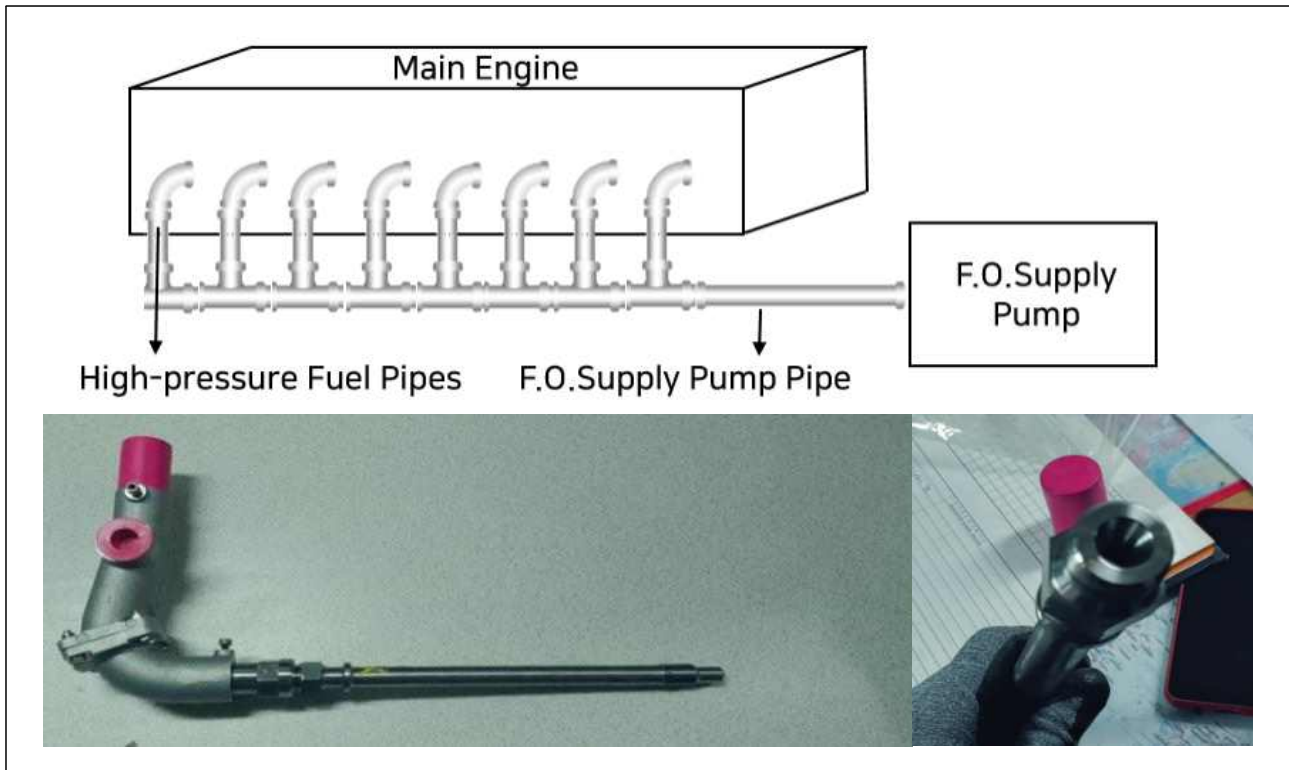 Main Engine
F.O.Supply
Pump
High-pressure Fuel Pipes
F.O.Supply Pump Pipe